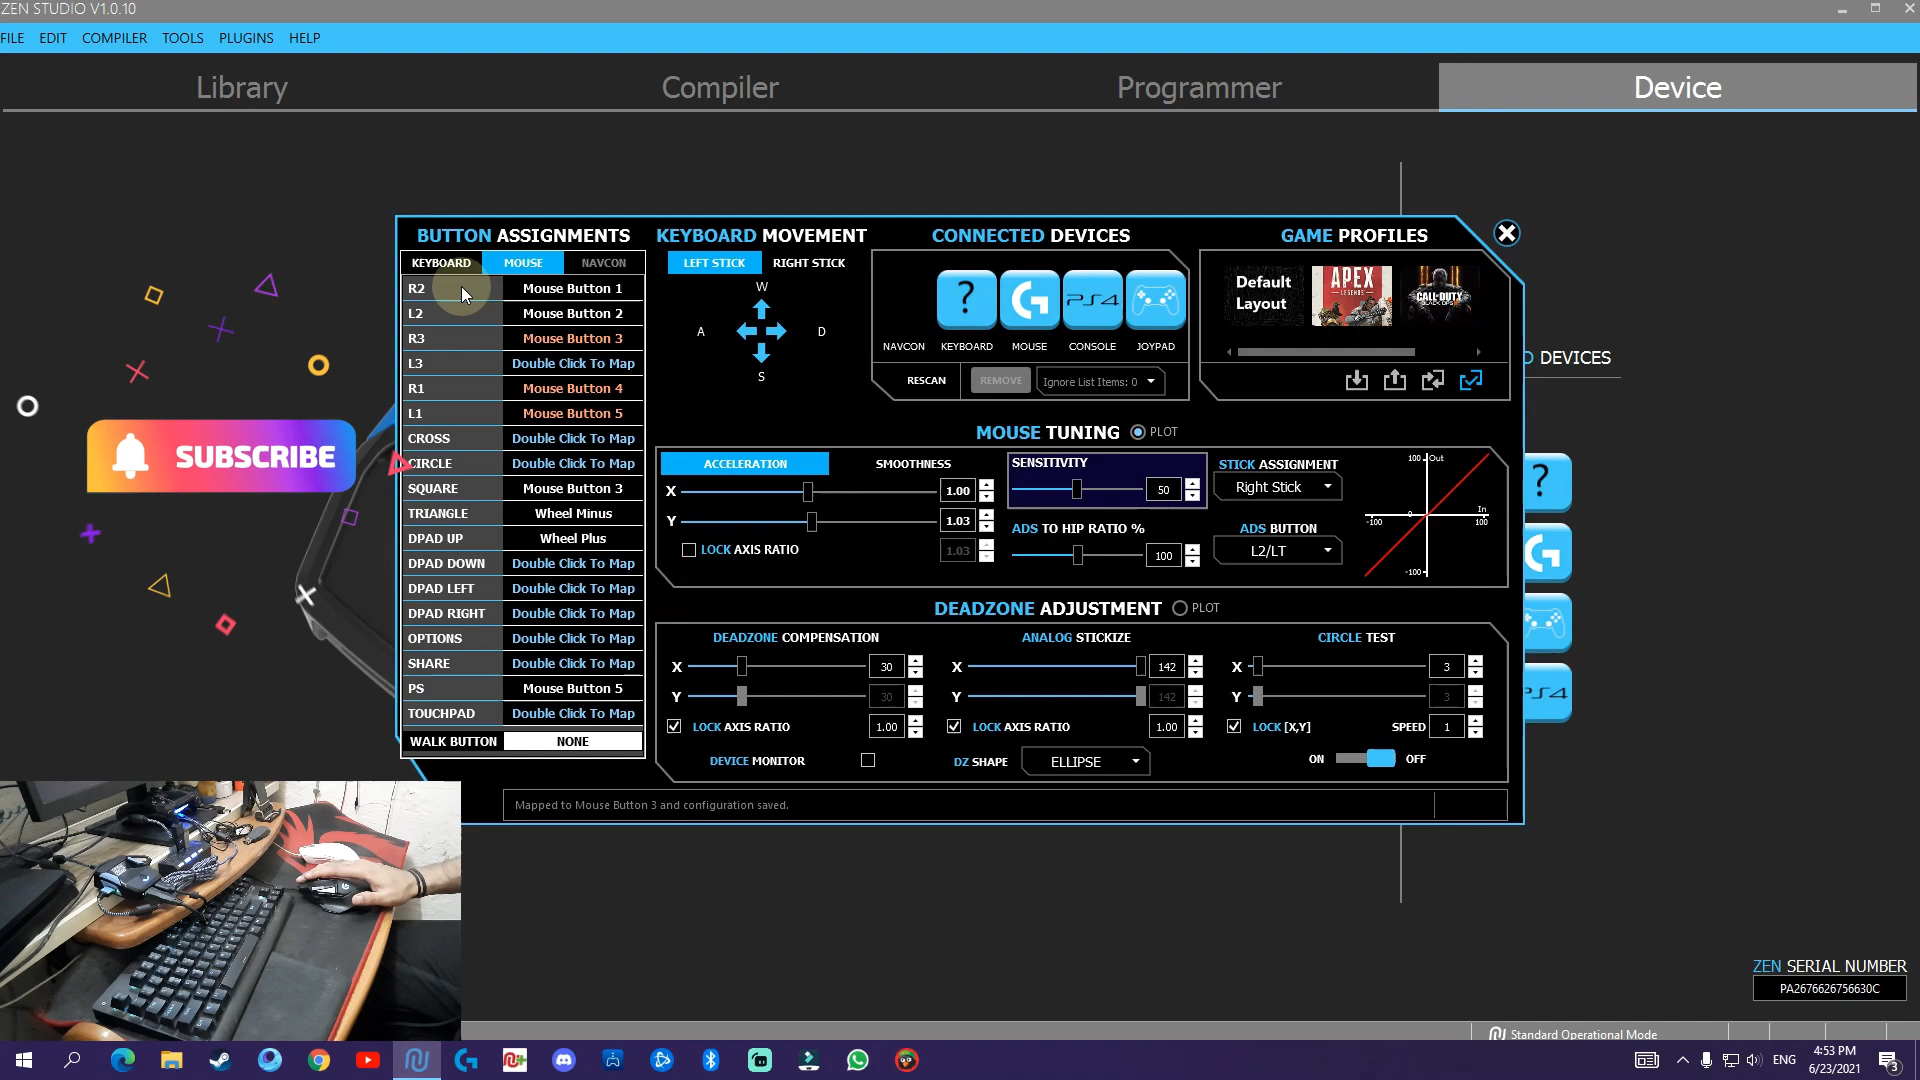 ZEN STUDIO V1.0.10
FILE EDIT COMPILER TOOLS PLUGINS HELP
Library Compiler Programmer Device
BUTTON ASSIGNMENTS
KEYBOARD MOUSE NAVCON
R2 Mouse Button 1
L2 Mouse Button 2
R3 Mouse Button 3
L3 Double Click To Map
R1 Mouse Button 4
L1 Mouse Button 5
CROSS Double Click To Map
CIRCLE Double Click To Map
SQUARE Mouse Button 3
TRIANGLE Wheel Minus
DPAD UP Wheel Plus
DPAD DOWN Double Click To Map
DPAD LEFT Double Click To Map
DPAD RIGHT Double Click To Map
OPTIONS Double Click To Map
SHARE Double Click To Map
PS Mouse Button 5
TOUCHPAD Double Click To Map
WALK BUTTON NONE
KEYBOARD MOVEMENT
LEFT STICK RIGHT STICK
W
A D
S
CONNECTED DEVICES
? G PS4
NAVCON KEYBOARD MOUSE CONSOLE JOYPAD
RESCAN REMOVE Ignore List Items: 0
GAME PROFILES
Default
Layout
APEX
LEGENDS
CALL OF DUTY
BLACK OPS
MOUSE TUNING PLOT
ACCELERATION SMOOTHNESS
X 1.00
Y 1.03
LOCK AXIS RATIO 1.03
SENSITIVITY
50
ADS TO HIP RATIO %
100
STICK ASSIGNMENT
Right Stick
ADS BUTTON
L2/LT
100 Out
In
-100 0 100
-100
DEADZONE ADJUSTMENT PLOT
DEADZONE COMPENSATION
X 30
Y 30
LOCK AXIS RATIO 1.00
DEVICE MONITOR
ANALOG STICKIZE
X 142
Y 142
LOCK AXIS RATIO 1.00
DZ SHAPE ELLIPSE
CIRCLE TEST
X 3
Y 3
LOCK [X,Y] SPEED 1
ON OFF
Mapped to Mouse Button 3 and configuration saved.
D DEVICES
?
G
PS4
SUBSCRIBE
ZEN SERIAL NUMBER
PA2676626756630C
Standard Operational Mode
ENG
4:53 PM
6/23/2021
3